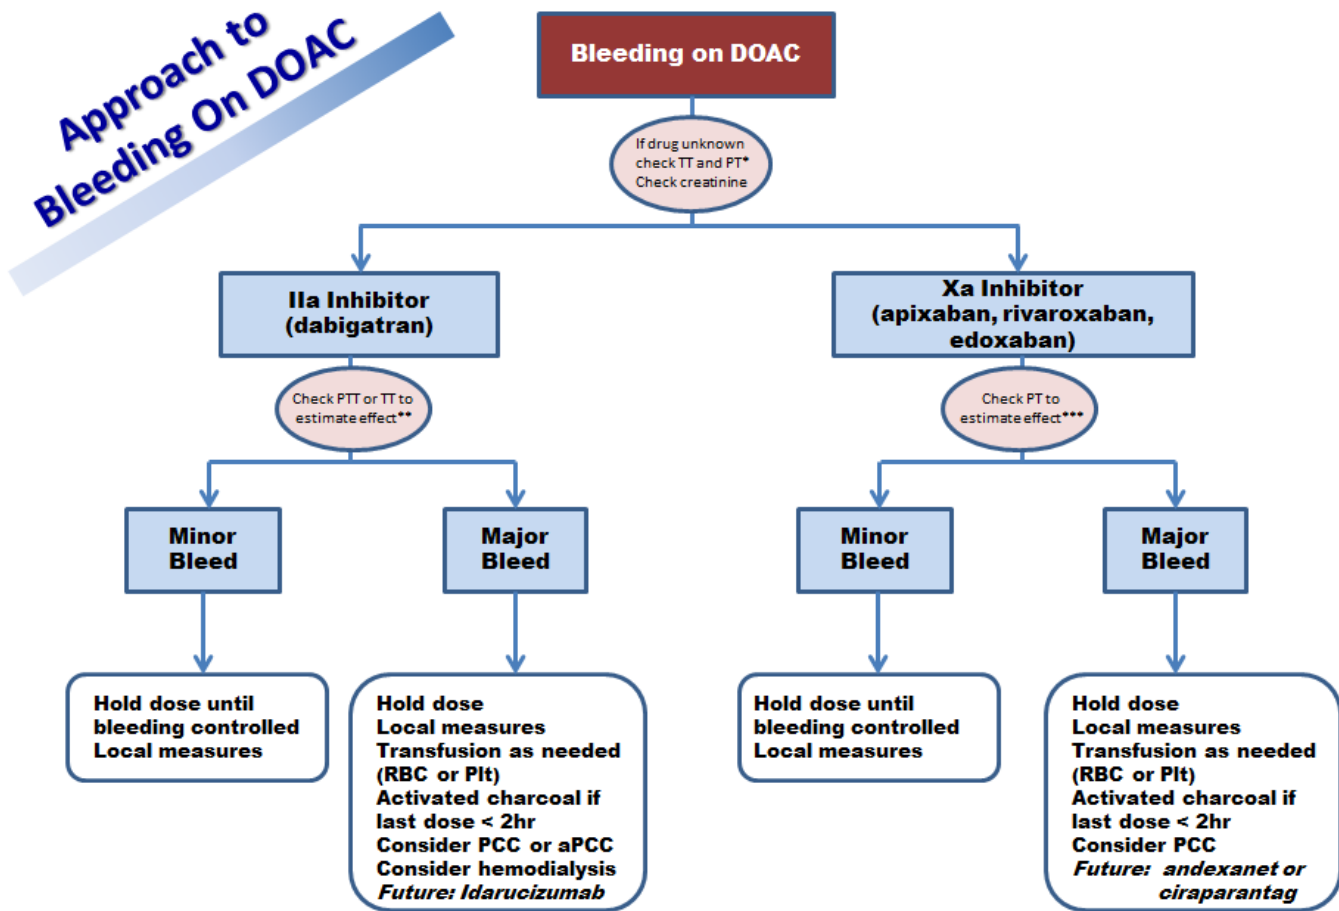 Approach to
Bleeding On DOAC
Bleeding on DOAC
If drug unknown
check TT and PT*
Check creatinine
IIa Inhibitor
(dabigatran)
Xa Inhibitor
(apixaban, rivaroxaban,
edoxaban)
Check PTT or TT to
estimate effect**
Check PT to
estimate effect***
Minor
Bleed
Major
Bleed
Minor
Bleed
Major
Bleed
Hold dose until
bleeding controlled
Local measures
Hold dose
Local measures
Transfusion as needed
(RBC or Plt)
Activated charcoal if
last dose < 2hr
Consider PCC or aPCC
Consider hemodialysis
Future: Idarucizumab
Hold dose until
bleeding controlled
Local measures
Hold dose
Local measures
Transfusion as needed
(RBC or Plt)
Activated charcoal if
last dose < 2hr
Consider PCC
Future: andexanet or
ciraparantag